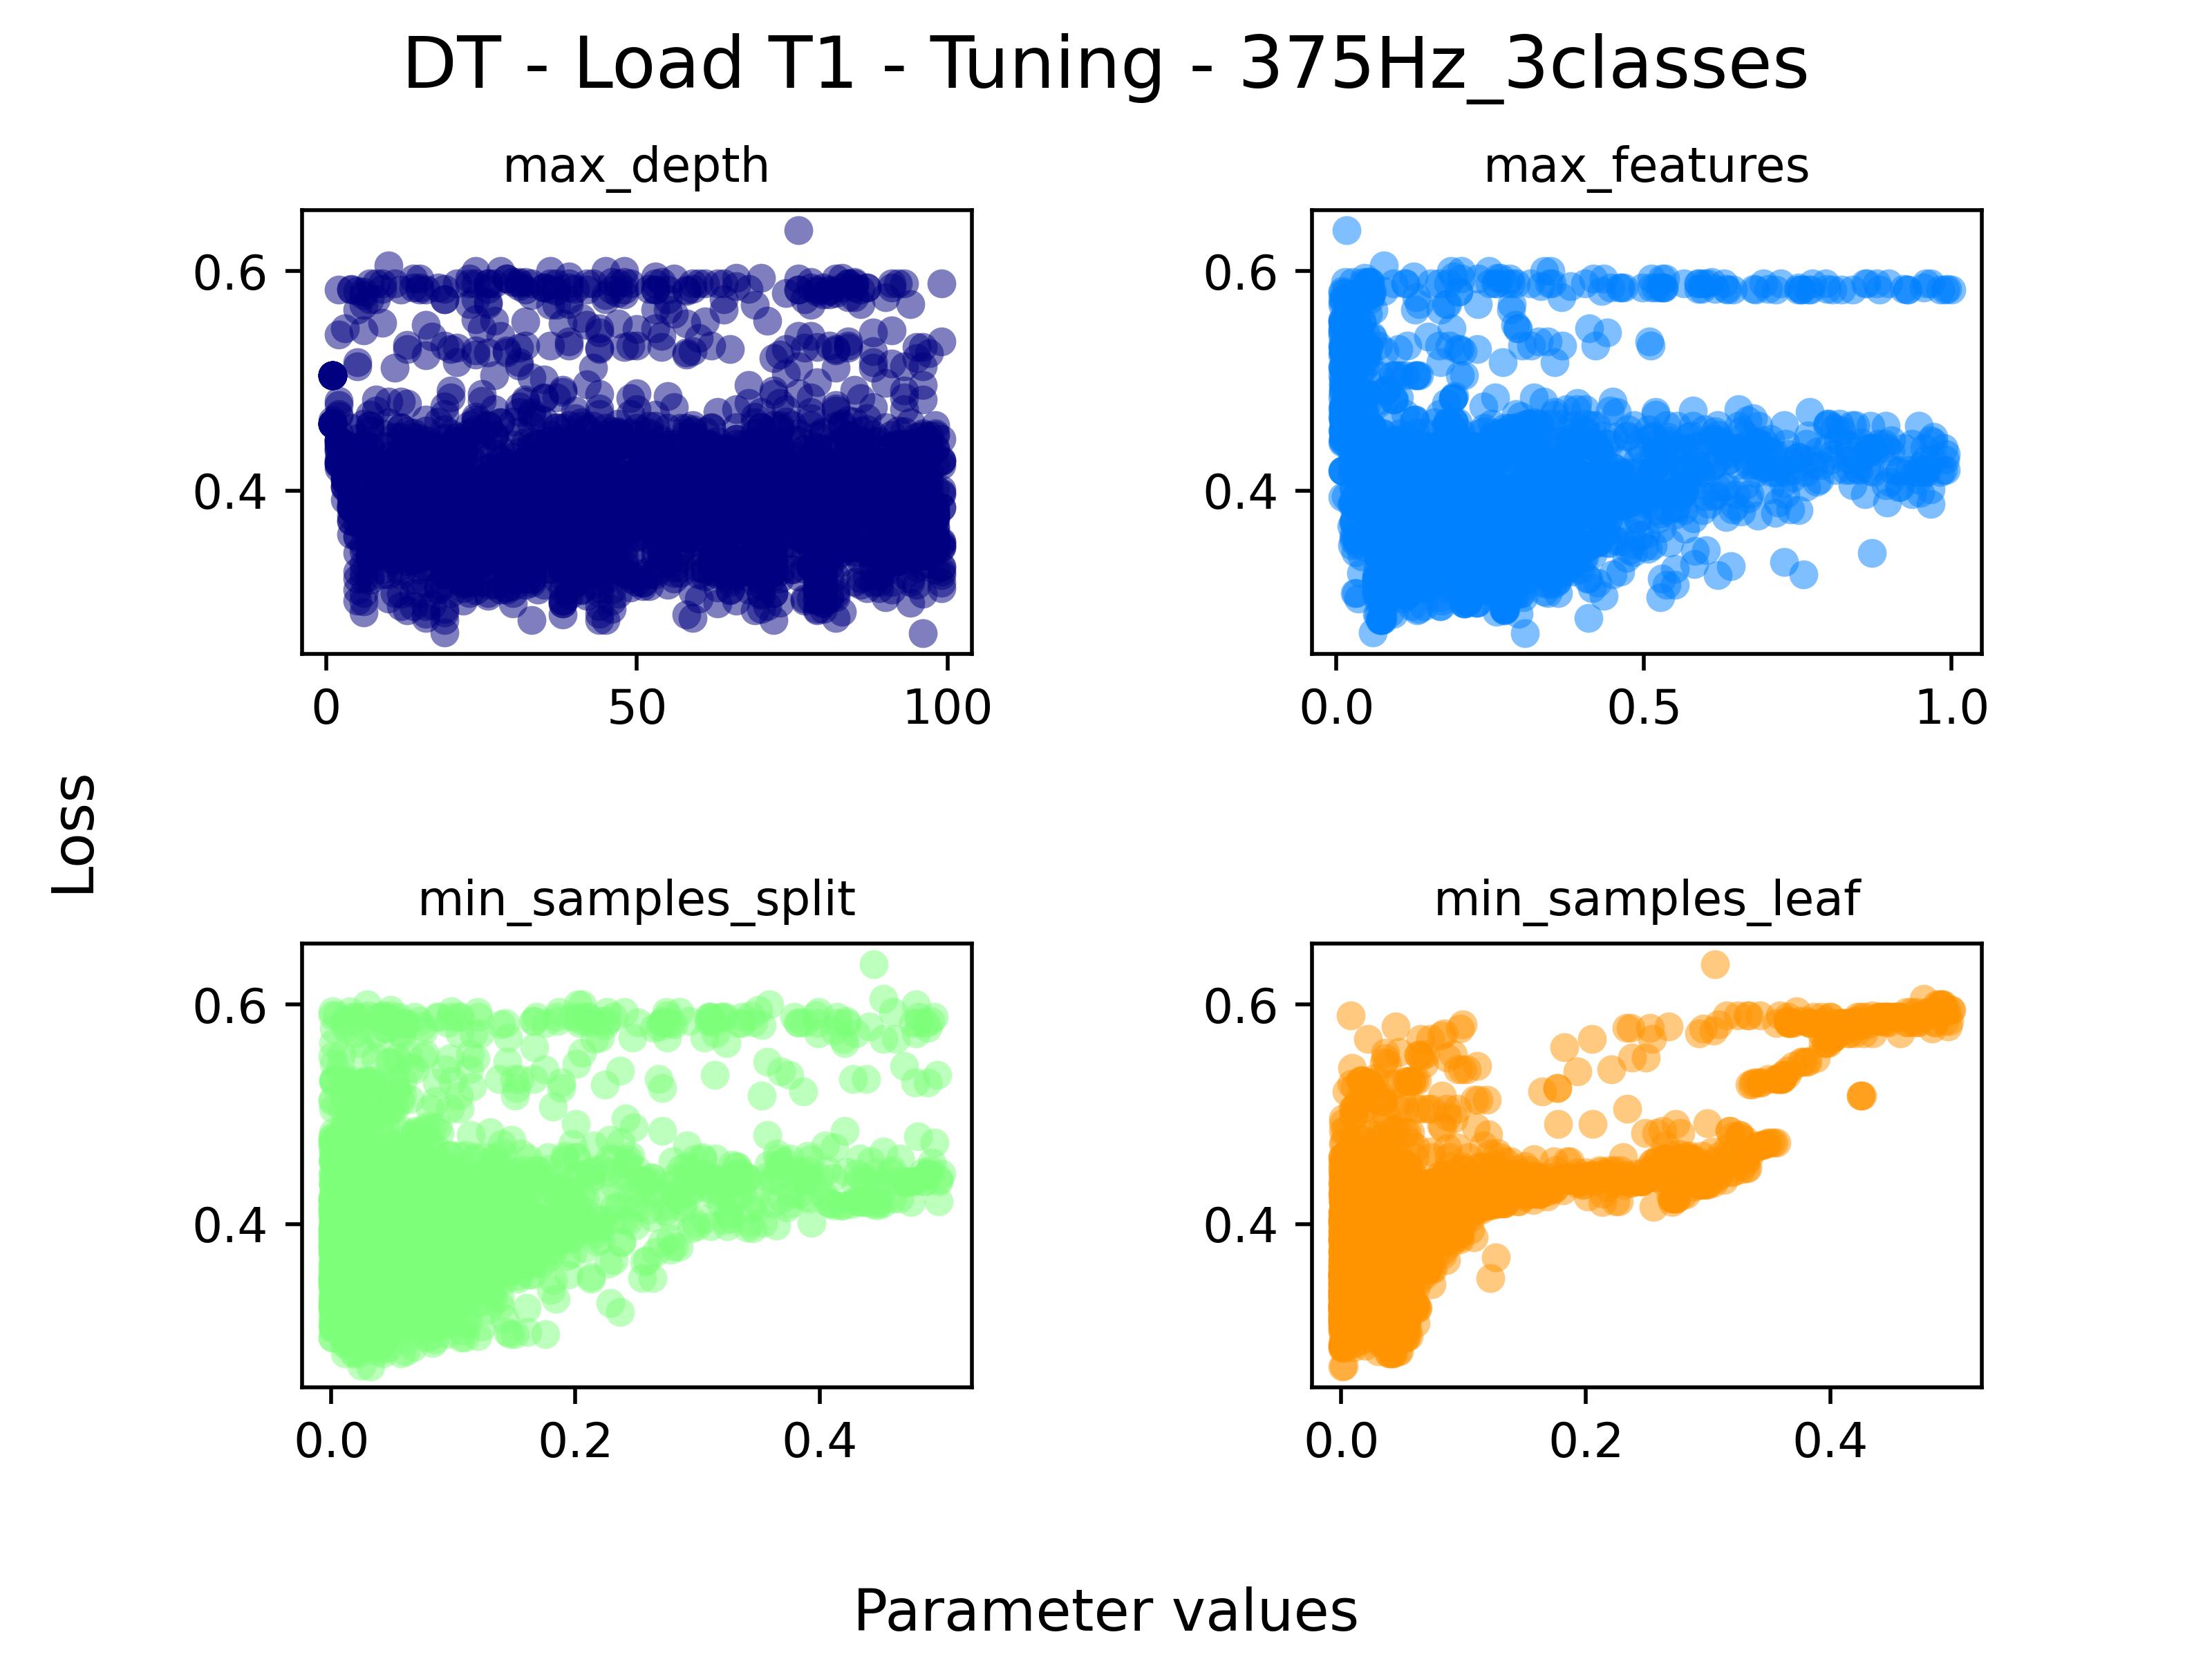 DT - Load T1 - Tuning - 375Hz_3classes
max_depth
max_features
0.6
0.4
0
50
100
0.6
0.4
0.0
0.5
1.0
Loss
min_samples_split
min_samples_leaf
0.6
0.4
0.0
0.2
0.4
0.6
0.4
0.0
0.2
0.4
Parameter values